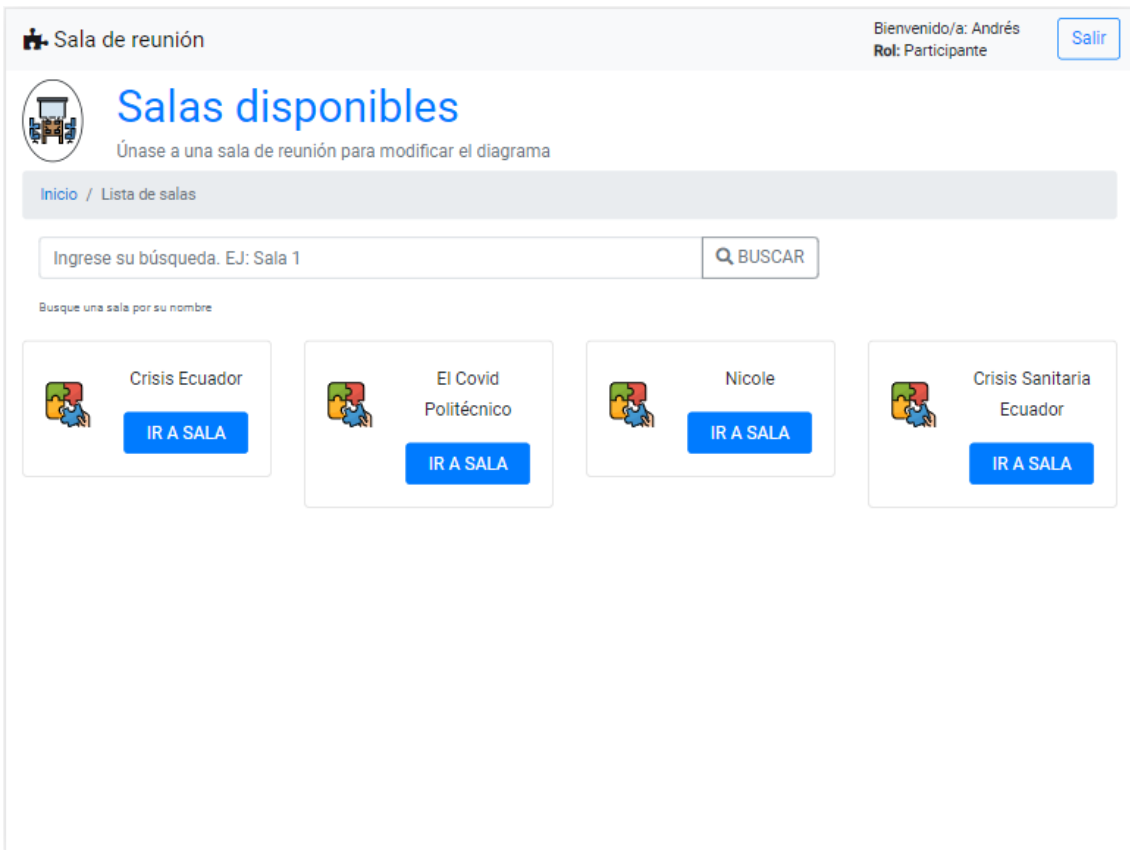 Sala de reunión
Bienvenido/a: Andrés
Rol: Participante
Salir
Salas disponibles
Únase a una sala de reunión para modificar el diagrama
Inicio / Lista de salas
Ingrese su búsqueda. EJ: Sala 1
BUSCAR
Busque una sala por su nombre
Crisis Ecuador
IR A SALA
El Covid
Politécnico
IR A SALA
Nicole
IR A SALA
Crisis Sanitaria
Ecuador
IR A SALA